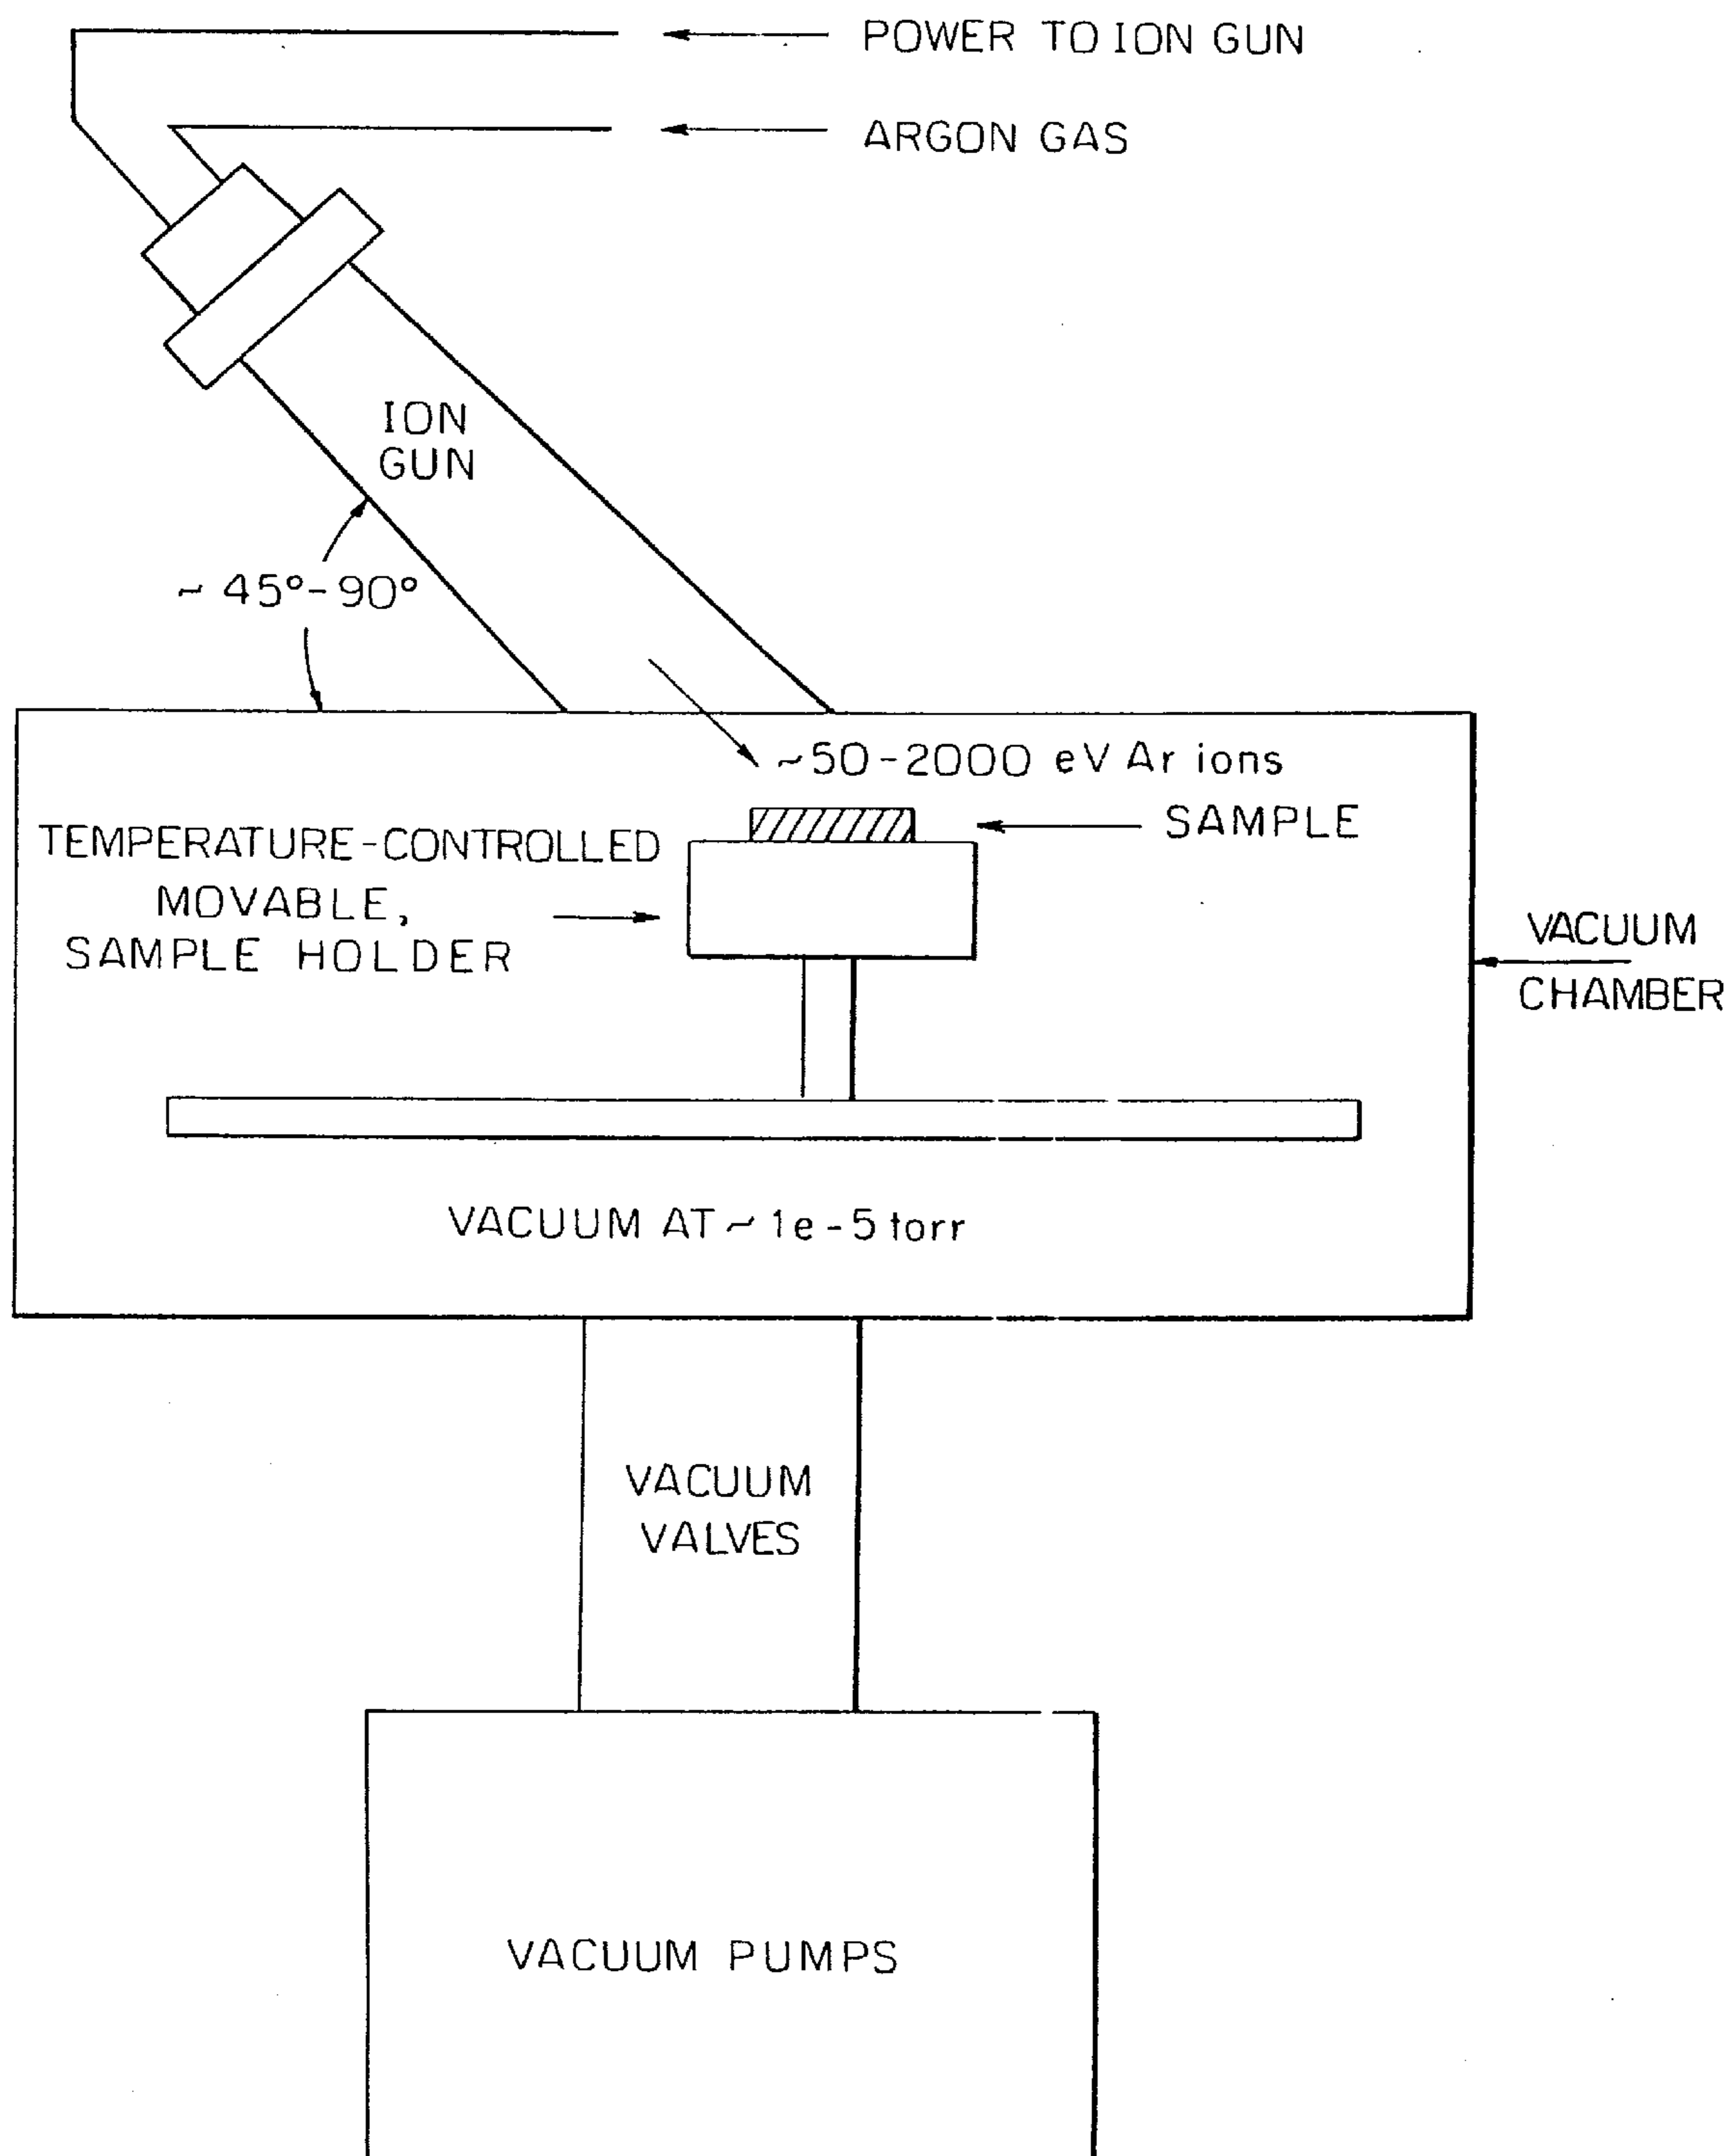 POWER TO ION GUN
ARGON GAS
ION
GUN
~ 45°-90°
~50-2000 eV Ar ions
SAMPLE
TEMPERATURE-CONTROLLED
MOVABLE,
SAMPLE HOLDER
VACUUM
CHAMBER
VACUUM AT ~ 1e-5 torr
VACUUM
VALVES
VACUUM PUMPS